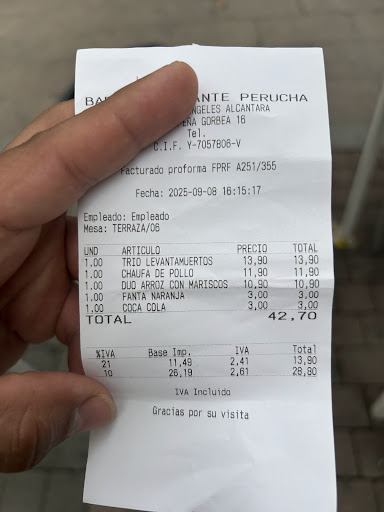 ANTE PERUCHA
NGELES ALCANTARA
GORBEA 16
Tel.
C.I.F. Y-7057806-V
Facturado proforma FPRF A251/355
Fecha: 2025-09-08 16:15:17
Empleado: Empleado
Mesa: TERRAZA/06
UND ARTICULO PRECIO TOTAL
1.00 TRIO LEVANTAMUERTOS 13,90 13,90
1.00 CHAUFA DE POLLO 11,90 11,90
1.00 DUO ARROZ CON MARISCOS 10,90 10,90
1.00 FANTA NARANJA 3,00 3,00
1.00 COCA COLA 3,00 3,00
TOTAL 42,70
%IVA Base Imp. IVA Total
21 11,49 2,41 13,90
10 26,19 2,61 28,80
IVA Incluido
Gracias por su visita